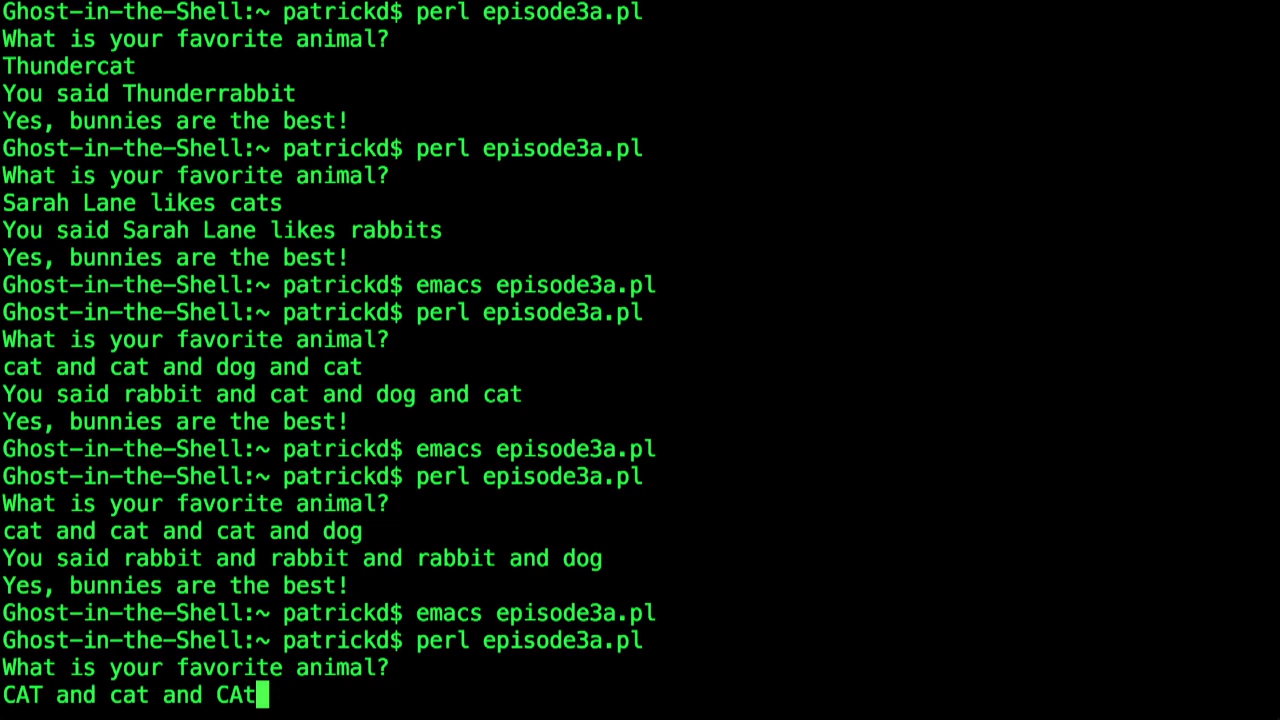 Ghost-in-the-Shell:~ patrickd$ perl episode3a.pl
What is your favorite animal?
Thundercat
You said Thunderrabbit
Yes, bunnies are the best!
Ghost-in-the-Shell:~ patrickd$ perl episode3a.pl
What is your favorite animal?
Sarah Lane likes cats
You said Sarah Lane likes rabbits
Yes, bunnies are the best!
Ghost-in-the-Shell:~ patrickd$ emacs episode3a.pl
Ghost-in-the-Shell:~ patrickd$ perl episode3a.pl
What is your favorite animal?
cat and cat and dog and cat
You said rabbit and cat and dog and cat
Yes, bunnies are the best!
Ghost-in-the-Shell:~ patrickd$ emacs episode3a.pl
Ghost-in-the-Shell:~ patrickd$ perl episode3a.pl
What is your favorite animal?
cat and cat and cat and dog
You said rabbit and rabbit and rabbit and dog
Yes, bunnies are the best!
Ghost-in-the-Shell:~ patrickd$ emacs episode3a.pl
Ghost-in-the-Shell:~ patrickd$ perl episode3a.pl
What is your favorite animal?
CAT and cat and CAt